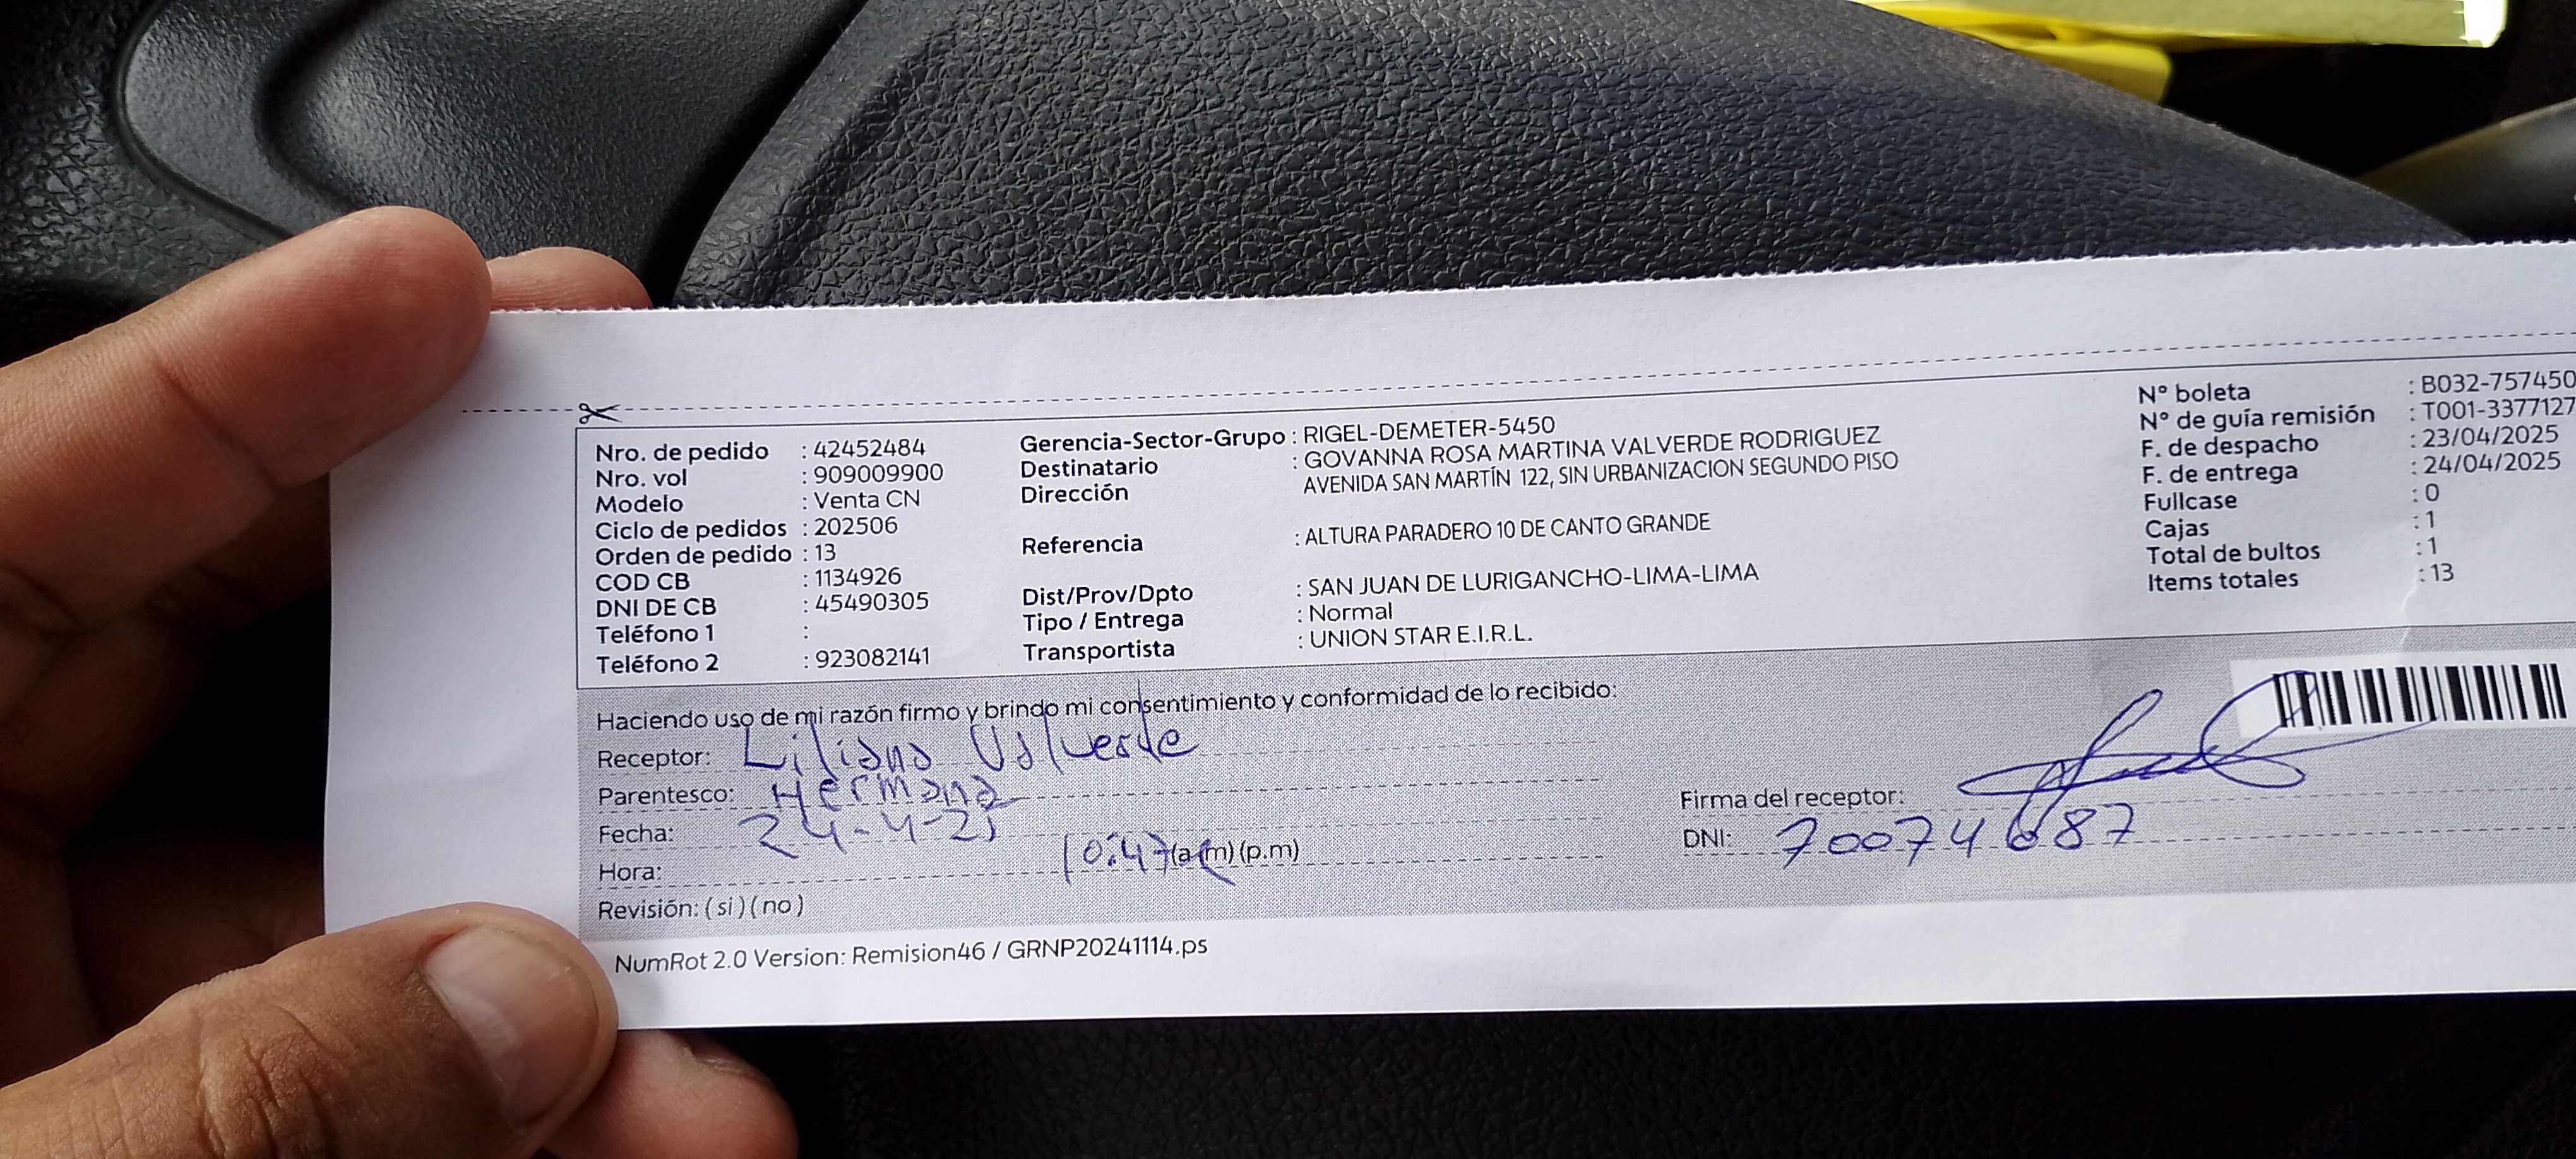 Nro. de pedido : 42452484
Nro. vol : 909009900
Modelo : Venta CN
Ciclo de pedidos : 202506
Orden de pedido : 13
COD CB : 1134926
DNI DE CB : 45490305
Teléfono 1 :
Teléfono 2 : 923082141
Gerencia-Sector-Grupo : RIGEL-DEMETER-5450
Destinatario : GOVANNA ROSA MARTINA VALVERDE RODRIGUEZ
Dirección AVENIDA SAN MARTÍN 122, SIN URBANIZACION SEGUNDO PISO
Referencia : ALTURA PARADERO 10 DE CANTO GRANDE
Dist/Prov/Dpto : SAN JUAN DE LURIGANCHO-LIMA-LIMA
Tipo / Entrega : Normal
Transportista : UNION STAR E.I.R.L.
N° boleta : B032-757450
N° de guía remisión : T001-3377127
F. de despacho : 23/04/2025
F. de entrega : 24/04/2025
Fullcase : 0
Cajas : 1
Total de bultos : 1
Items totales : 13
Haciendo uso de mi razón firmo y brindo mi consentimiento y conformidad de lo recibido:
Receptor: Liliana Valverde
Parentesco: Hermana
Fecha: 24-4-25
Hora: 10:47 (a.m) (p.m)
Revisión: (si) (no)
Firma del receptor:
DNI: 70074687
NumRot 2.0 Version: Remision46 / GRNP20241114.ps